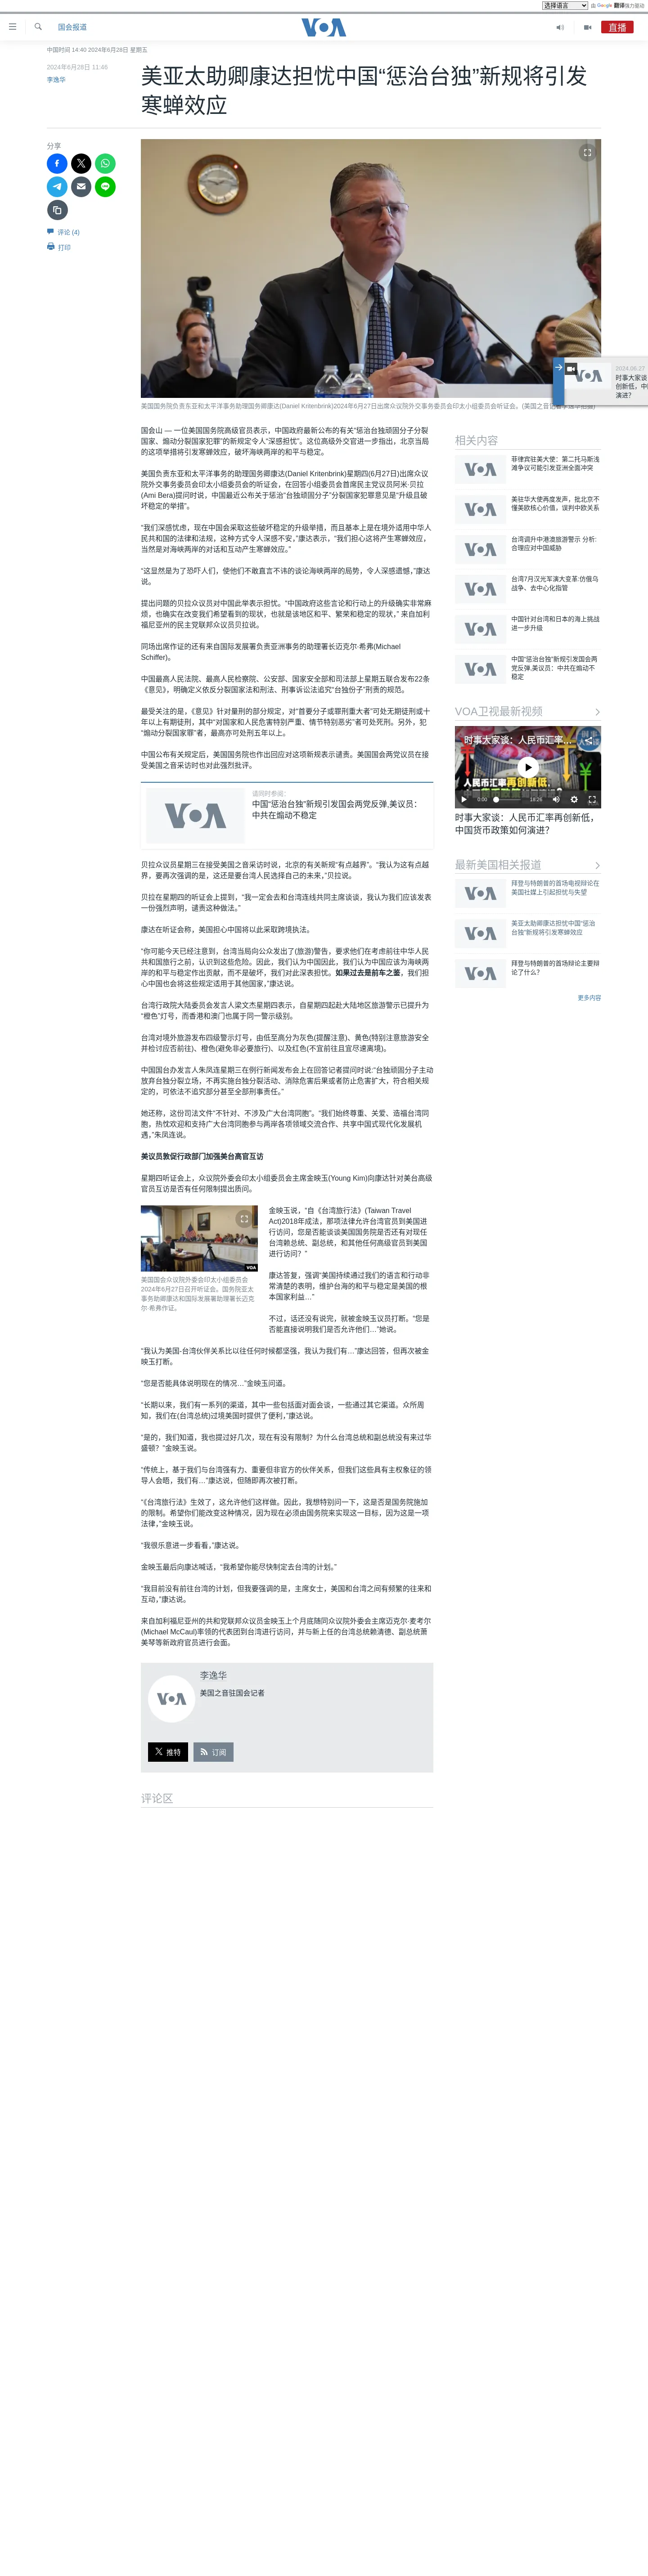 选择语言 由 Google 翻译强力驱动
国会报道
VOA
直播
中国时间 14:40 2024年6月28日 星期五
2024年6月28日 11:46
李逸华
美亚太助卿康达担忧中国“惩治台独”新规将引发
寒蝉效应
分享
评论 (4)
打印
美国国务院负责东亚和太平洋事务助理国务卿康达(Daniel Kritenbrink)2024年6月27日出席众议院外交事务委员会印太小组委员会听证会。(美国之音记者李逸华拍摄)
2024.06.27
时事大家谈
创新低，中
演进？
国会山 — 一位美国国务院高级官员表示，中国政府最新公布的有关“惩治台独顽固分子分裂
国家、煽动分裂国家犯罪”的新规定令人“深感担忧”。这位高级外交官进一步指出，北京当局
的这项举措将引发寒蝉效应，破坏海峡两岸的和平与稳定。
美国负责东亚和太平洋事务的助理国务卿康达(Daniel Kritenbrink)星期四(6月27日)出席众议
院外交事务委员会印太小组委员会的听证会，在回答小组委员会首席民主党议员阿米·贝拉
(Ami Bera)提问时说，中国最近公布关于惩治“台独顽固分子”分裂国家犯罪意见是“升级且破
坏稳定的举措”。
“我们深感忧虑，现在中国会采取这些破坏稳定的升级举措，而且基本上是在境外适用中华人
民共和国的法律和法规，这种方式令人深感不安，”康达表示，“我们担心这将产生寒蝉效应，
当然是对海峡两岸的对话和互动产生寒蝉效应。”
“这显然是为了恐吓人们，使他们不敢直言不讳的谈论海峡两岸的局势，令人深感遗憾，”康达
说。
提出问题的贝拉众议员对中国此举表示担忧。“中国政府这些言论和行动上的升级确实非常麻
烦，也确实在改变我们希望看到的现状，也就是该地区和平、繁荣和稳定的现状，” 来自加利
福尼亚州的民主党联邦众议员贝拉说。
同场出席作证的还有来自国际发展署负责亚洲事务的助理署长迈克尔·希弗(Michael
Schiffer)。
中国最高人民法院、最高人民检察院、公安部、国家安全部和司法部上星期五联合发布22条
《意见》，明确定义依反分裂国家法和刑法、刑事诉讼法追究“台独份子”刑责的规范。
最受关注的是，《意见》针对量刑的部分规定，对“首要分子或罪刑重大者”可处无期徒刑或十
年以上有期徒刑，其中“对国家和人民危害特别严重、情节特别恶劣”者可处死刑。另外，犯
“煽动分裂国家罪”者，最高亦可处刑五年以上。
中国公布有关规定后，美国国务院也作出回应对这项新规表示谴责。美国国会两党议员在接
受美国之音采访时也对此强烈批评。
请同时参阅：
中国“惩治台独”新规引发国会两党反弹,美议员：
中共在煽动不稳定
VOA
贝拉众议员星期三在接受美国之音采访时说，北京的有关新规“有点越界”。“我认为这有点越
界，要再次强调的是，这还是要台湾人民选择自己的未来，”贝拉说。
贝拉在星期四的听证会上提到，“我一定会去和台湾连线共同主席谈谈，我认为我们应该发表
一份强烈声明，谴责这种做法。”
康达在听证会称，美国担心中国将以此采取跨境执法。
“你可能今天已经注意到，台湾当局向公众发出了(旅游)警告，要求他们在考虑前往中华人民
共和国旅行之前，认识到这些危险。因此，我们认为中国因此，我们认为中国应该为海峡两
岸的和平与稳定作出贡献，而不是破坏，我们对此深表担忧。如果过去是前车之鉴，我们担
心中国也会将这些规定适用于其他国家，”康达说。
台湾行政院大陆委员会发言人梁文杰星期四表示，自星期四起赴大陆地区旅游警示已提升为
“橙色”灯号，而香港和澳门也属于同一警示级别。
台湾对境外旅游发布四级警示灯号，由低至高分为灰色(提醒注意)、黄色(特别注意旅游安全
并检讨应否前往)、橙色(避免非必要旅行)、以及红色(不宜前往且宜尽速离境)。
中国国台办发言人朱凤连星期三在例行新闻发布会上在回答记者提问时说:“台独顽固分子主动
放弃台独分裂立场，不再实施台独分裂活动、消除危害后果或者防止危害扩大，符合相关规
定的，可依法不追究部分甚至全部刑事责任。”
她还称，这份司法文件“不针对、不涉及广大台湾同胞”。“我们始终尊重、关爱、造福台湾同
胞，热忱欢迎和支持广大台湾同胞参与两岸各项领域交流合作、共享中国式现代化发展机
遇，”朱凤连说。
美议员敦促行政部门加强美台高官互访
星期四听证会上，众议院外委会印太小组委员会主席金映玉(Young Kim)向康达针对美台高级
官员互访是否有任何限制提出质问。
VOA
美国国会众议院外委会印太小组委员会
2024年6月27日召开听证会。国务院亚太
事务助卿康达和国际发展署助理署长迈克
尔·希弗作证。
金映玉说，“自《台湾旅行法》(Taiwan Travel
Act)2018年成法，那项法律允许台湾官员到美国进
行访问，您是否能谈谈美国国务院是否还有对现任
台湾赖总统、副总统，和其他任何高级官员到美国
进行访问？”
康达答复，强调“美国持续通过我们的语言和行动非
常清楚的表明，维护台海的和平与稳定是美国的根
本国家利益…”
不过，话还没有说完，就被金映玉议员打断。“您是
否能直接说明我们是否允许他们…”她说。
“我认为美国-台湾伙伴关系比以往任何时候都坚强，我认为我们有…”康达回答，但再次被金
映玉打断。
“您是否能具体说明现在的情况…”金映玉问道。
“长期以来，我们有一系列的渠道，其中一些包括面对面会谈，一些通过其它渠道。众所周
知，我们在(台湾总统)过境美国时提供了便利，”康达说。
“是的，我们知道，我也提过好几次，现在有没有限制？为什么台湾总统和副总统没有来过华
盛顿？”金映玉说。
“传统上，基于我们与台湾强有力、重要但非官方的伙伴关系，但我们这些具有主权象征的领
导人会晤，我们有…”康达说，但随即再次被打断。
“《台湾旅行法》生效了，这允许他们这样做。因此，我想特别问一下，这是否是国务院施加
的限制。希望你们能改变这种情况，因为现在必须由国务院来实现这一目标，因为这是一项
法律，”金映玉说。
“我很乐意进一步看看，”康达说。
金映玉最后向康达喊话，“我希望你能尽快制定去台湾的计划。”
“我目前没有前往台湾的计划，但我要强调的是，主席女士，美国和台湾之间有频繁的往来和
互动，”康达说。
来自加利福尼亚州的共和党联邦众议员金映玉上个月底随同众议院外委会主席迈克尔·麦考尔
(Michael McCaul)率领的代表团到台湾进行访问，并与新上任的台湾总统赖清德、副总统萧
美琴等新政府官员进行会面。
李逸华
美国之音驻国会记者
VOA
推特
订阅
评论区
相关内容
VOA
菲律宾驻美大使：第二托马斯浅
滩争议可能引发亚洲全面冲突
VOA
美驻华大使再度发声，批北京不
懂美欧核心价值，误判中欧关系
VOA
台湾调升中港澳旅游警示 分析:
合理应对中国威胁
VOA
台湾7月汉光军演大变革:仿俄乌
战争、去中心化指管
VOA
中国针对台湾和日本的海上挑战
进一步升级
VOA
中国“惩治台独”新规引发国会两
党反弹,美议员：中共在煽动不
稳定
VOA卫视最新视频
时事大家谈：人民币汇率…
人民币汇率
再创新低
0:00
14:26
时事大家谈：人民币汇率再创新低，
中国货币政策如何演进？
最新美国相关报道
VOA
拜登与特朗普的首场电视辩论在
美国社媒上引起担忧与失望
VOA
美亚太助卿康达担忧中国“惩治
台独”新规将引发寒蝉效应
VOA
拜登与特朗普的首场辩论主要辩
论了什么？
更多内容